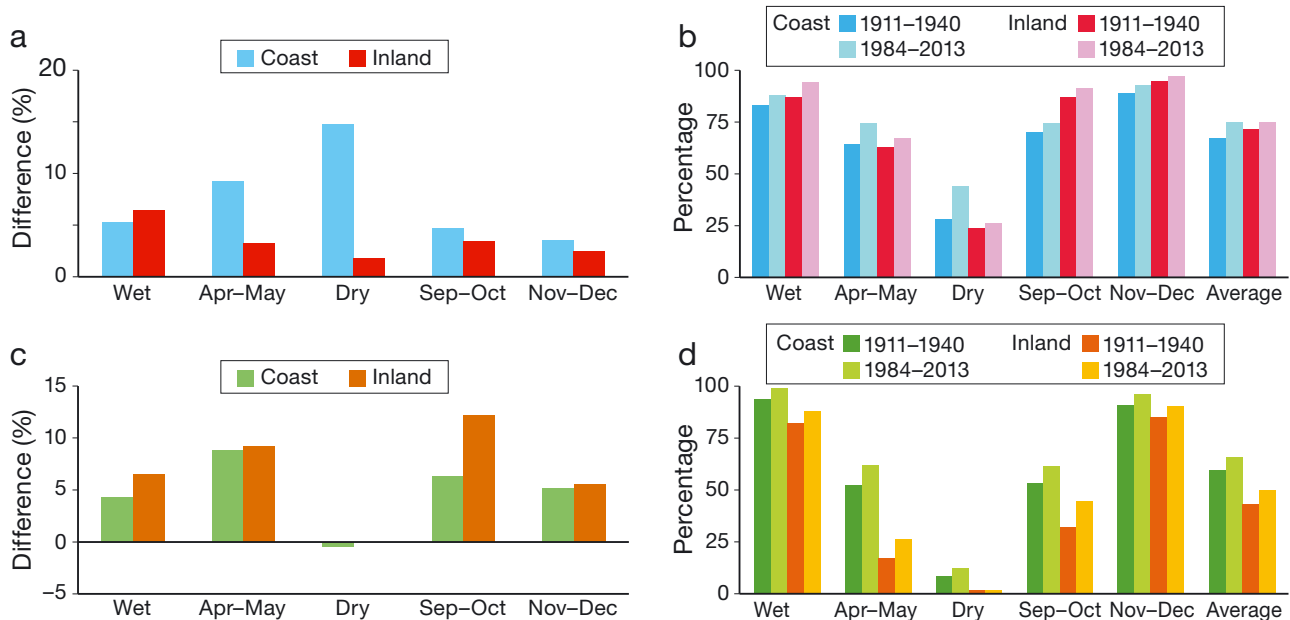 a
Coast Inland
Difference (%)
20
10
0
Wet Apr–May Dry Sep–Oct Nov–Dec
b
Coast 1911–1940 Inland 1911–1940
1984–2013 1984–2013
Percentage
100
75
50
25
0
Wet Apr–May Dry Sep–Oct Nov–Dec Average
c
Coast Inland
Difference (%)
15
10
5
0
–5
Wet Apr–May Dry Sep–Oct Nov–Dec
d
Coast 1911–1940 Inland 1911–1940
1984–2013 1984–2013
Percentage
100
75
50
25
0
Wet Apr–May Dry Sep–Oct Nov–Dec Average